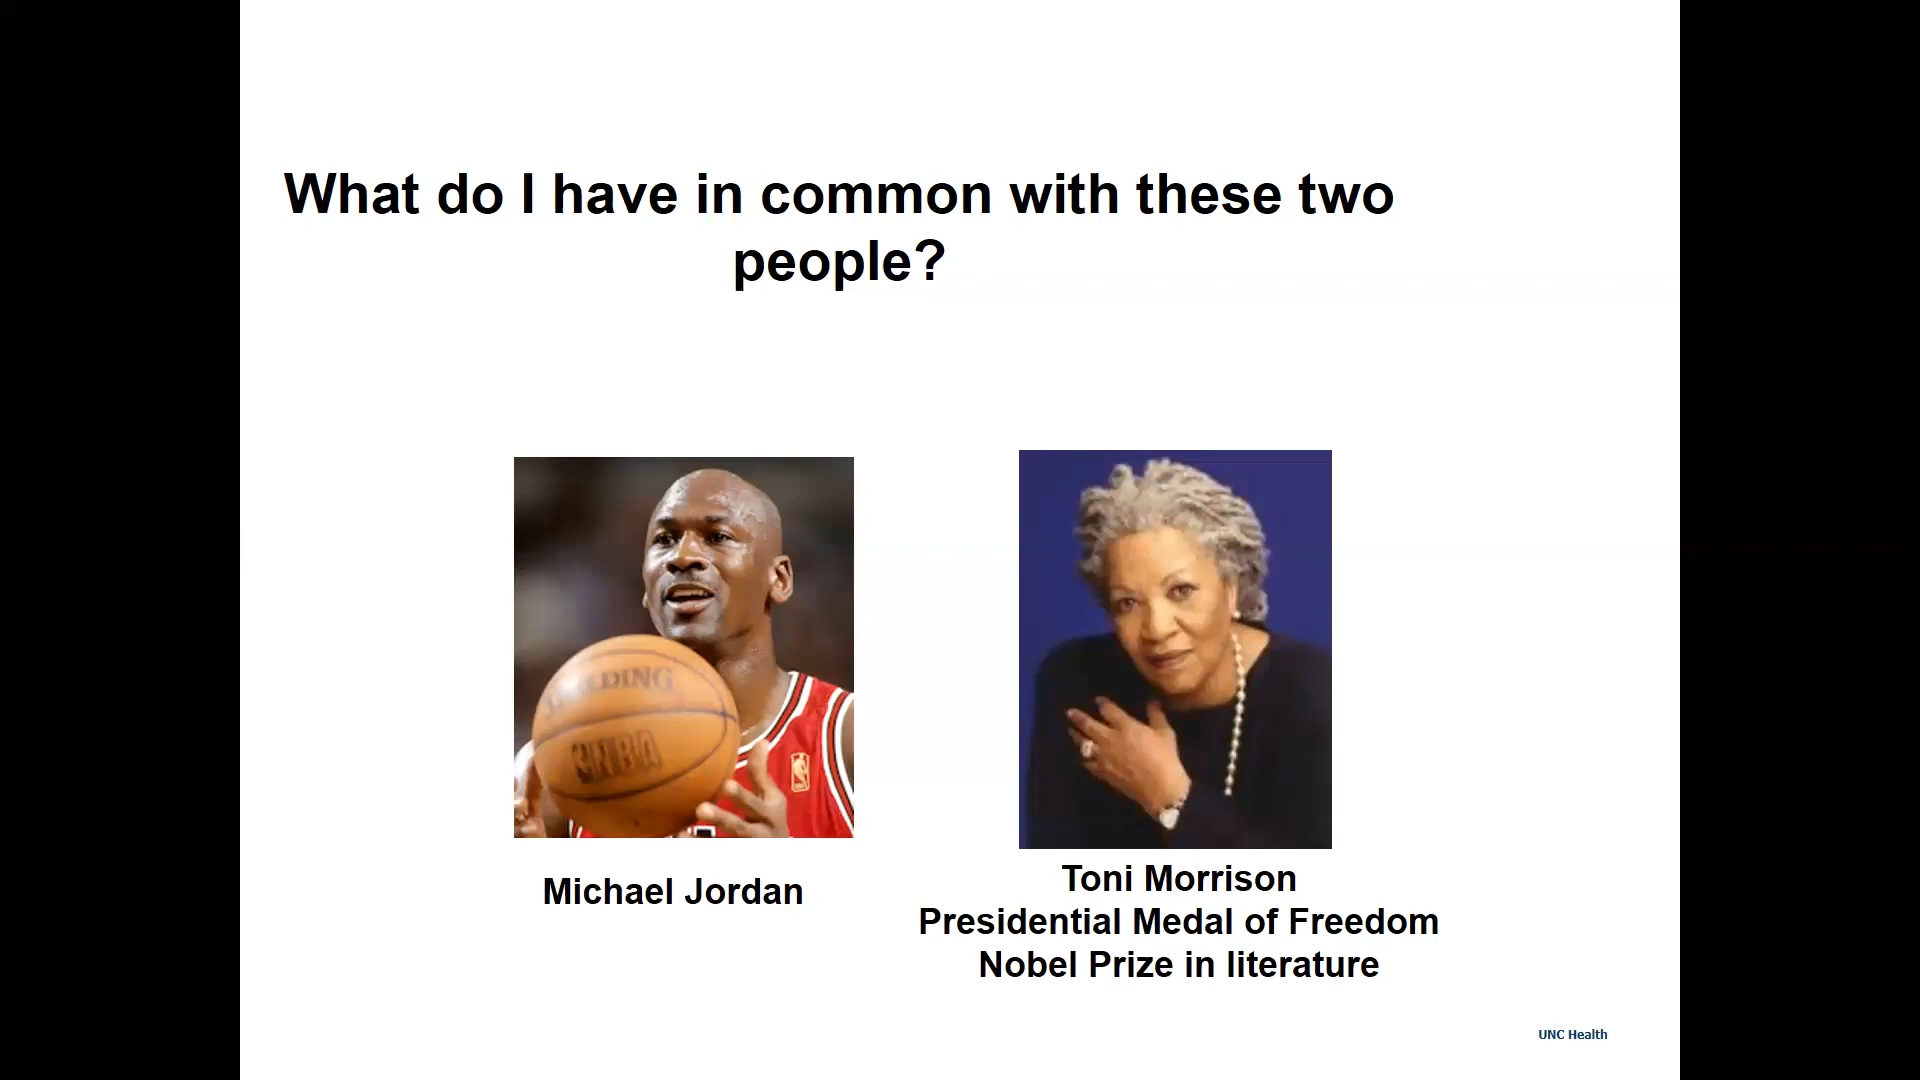 What do I have in common with these two
people?
NBA
Michael Jordan
Toni Morrison
Presidential Medal of Freedom
Nobel Prize in literature
UNC Health